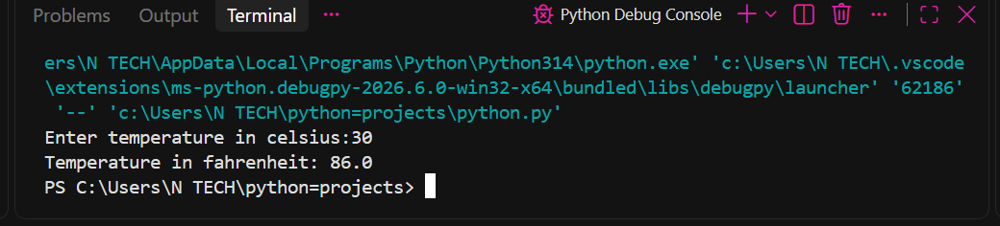 Problems Output Terminal ··· Python Debug Console ···
ers\N TECH\AppData\Local\Programs\Python\Python314\python.exe' 'c:\Users\N TECH\.vscode
\extensions\ms-python.debugpy-2026.6.0-win32-x64\bundled\libs\debugpy\launcher' '62186'
'--' 'c:\Users\N TECH\python=projects\python.py'
Enter temperature in celsius:30
Temperature in fahrenheit: 86.0
PS C:\Users\N TECH\python=projects>